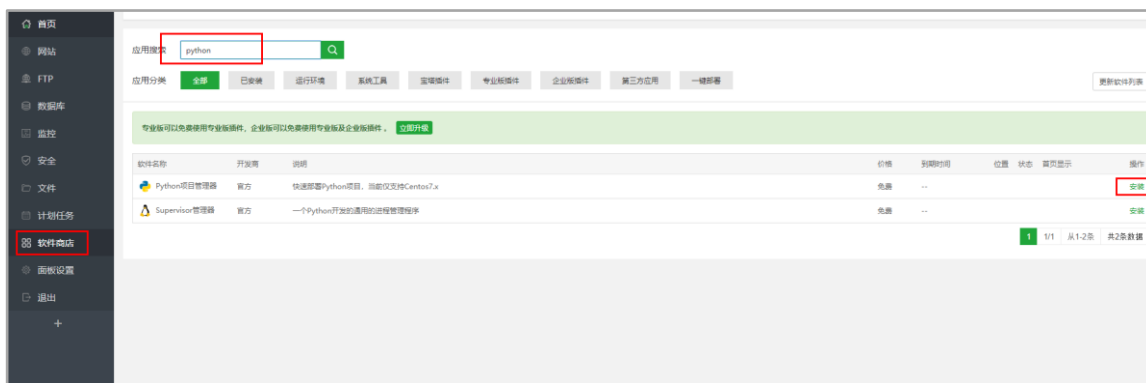 首页
网站
FTP
数据库
监控
安全
文件
计划任务
软件商店
面板设置
退出
+
应用搜索 python
应用分类 全部 已安装 运行环境 系统工具 宝塔插件 专业版插件 企业版插件 第三方应用 一键部署 更新软件列表
专业版可以免费使用专业版插件、企业版可以免费使用专业版及企业版插件。 立即升级
软件名称 开发商 说明 价格 到期时间 位置 状态 首页显示 操作
Python项目管理器 官方 快速部署Python项目，当前仅支持Centos7.x 免费 -- 安装
Supervisor管理器 官方 一个Python开发的通用的进程管理程序 免费 -- 安装
1 1/1 从1-2条 共2条数据